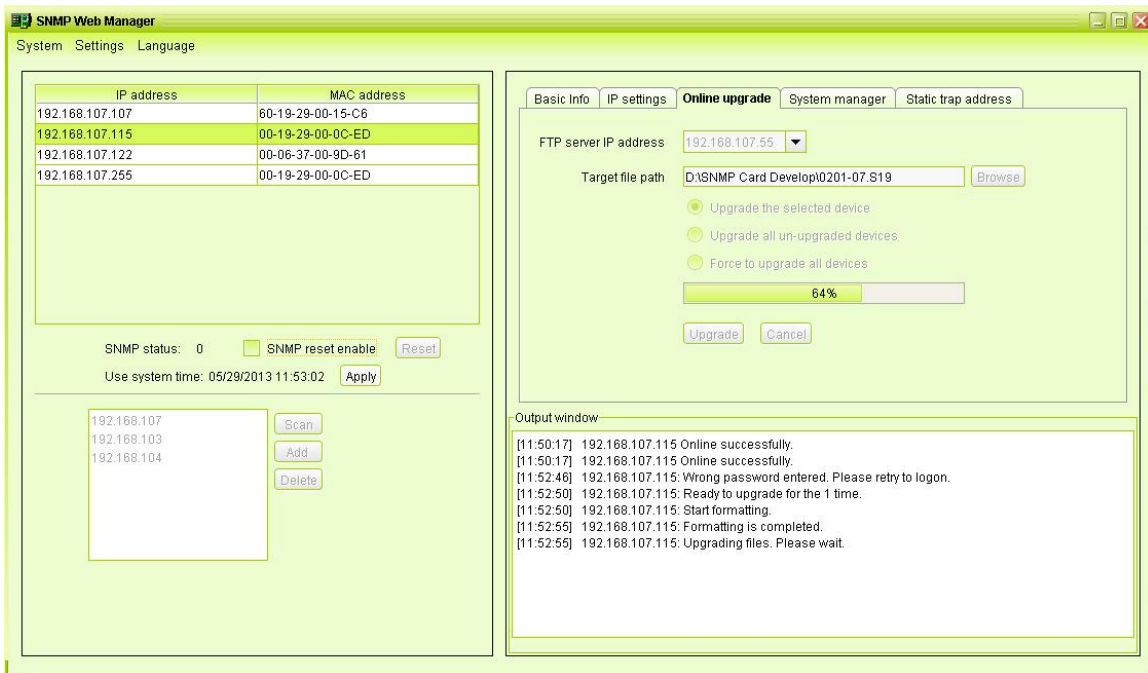 SNMP Web Manager
System Settings Language
IP address MAC address
192.168.107.107 60-19-29-00-15-C6
192.168.107.115 00-19-29-00-0C-ED
192.168.107.122 00-06-37-00-9D-61
192.168.107.255 00-19-29-00-0C-ED
SNMP status: 0 SNMP reset enable Reset
Use system time: 05/29/2013 11:53:02 Apply
192.168.107
192.168.103
192.168.104
Scan
Add
Delete
Basic Info IP settings Online upgrade System manager Static trap address
FTP server IP address 192.168.107.55
Target file path D:\SNMP Card Develop\0201-07.S19 Browse
Upgrade the selected device
Upgrade all un-upgraded devices
Force to upgrade all devices
64%
Upgrade Cancel
Output window
[11:50:17] 192.168.107.115 Online successfully.
[11:50:17] 192.168.107.115 Online successfully.
[11:52:46] 192.168.107.115: Wrong password entered. Please retry to logon.
[11:52:50] 192.168.107.115: Ready to upgrade for the 1 time.
[11:52:50] 192.168.107.115: Start formatting.
[11:52:55] 192.168.107.115: Formatting is completed.
[11:52:55] 192.168.107.115: Upgrading files. Please wait.